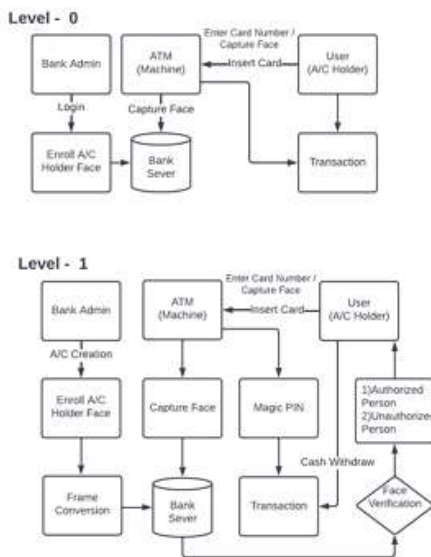 Level - 0
Enter Card Number /
Capture Face
Bank Admin
ATM
(Machine)
Insert Card
User
(A/C Holder)
Login
Capture Face
Enroll A/C
Holder Face
Bank
Sever
Transaction
Level - 1
Enter Card Number /
Capture Face
Bank Admin
ATM
(Machine)
Insert Card
User
(A/C Holder)
A/C Creation
Enroll A/C
Holder Face
Capture Face
Magic PIN
1)Authorized
Person
2)Unauthorized
Person
Cash Withdraw
Frame
Conversion
Bank
Sever
Transaction
Face
Verification